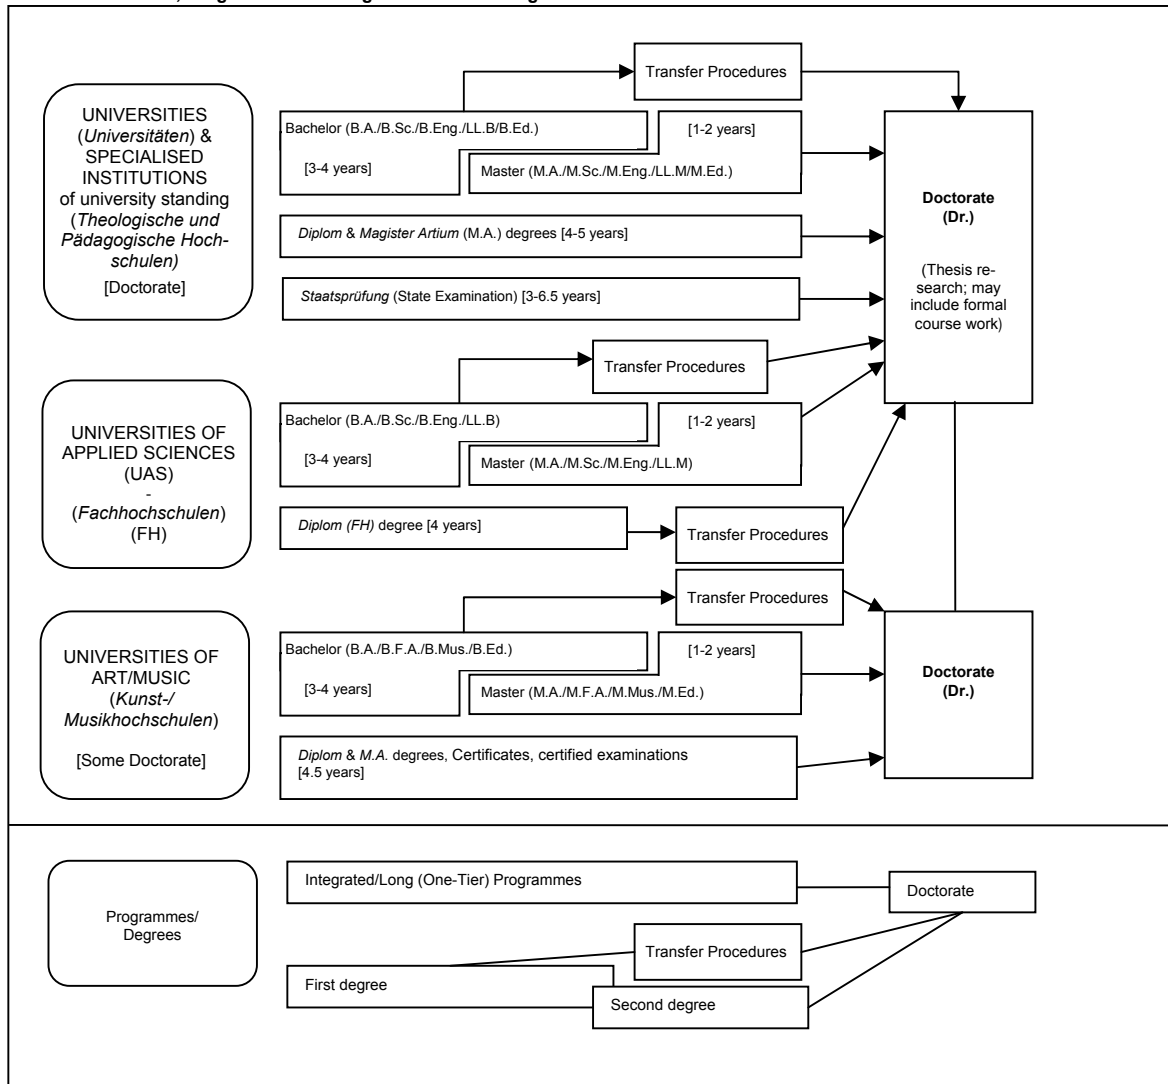 Transfer Procedures
UNIVERSITIES
(Universitäten) &
SPECIALISED
INSTITUTIONS
of university standing
(Theologische und
Pädagogische Hoch-
schulen)
[Doctorate]
Bachelor (B.A./B.Sc./B.Eng./LL.B/B.Ed.)
[3-4 years]
[1-2 years]
Master (M.A./M.Sc./M.Eng./LL.M/M.Ed.)
Diplom & Magister Artium (M.A.) degrees [4-5 years]
Staatsprüfung (State Examination) [3-6.5 years]
Doctorate
(Dr.)
(Thesis re-
search; may
include formal
course work)
Transfer Procedures
UNIVERSITIES OF
APPLIED SCIENCES
(UAS)
-
(Fachhochschulen)
(FH)
Bachelor (B.A./B.Sc./B.Eng./LL.B)
[3-4 years]
[1-2 years]
Master (M.A./M.Sc./M.Eng./LL.M)
Diplom (FH) degree [4 years]
Transfer Procedures
Transfer Procedures
UNIVERSITIES OF
ART/MUSIC
(Kunst-/
Musikhochschulen)
[Some Doctorate]
Bachelor (B.A./B.F.A./B.Mus./B.Ed.)
[3-4 years]
[1-2 years]
Master (M.A./M.F.A./M.Mus./M.Ed.)
Diplom & M.A. degrees, Certificates, certified examinations
[4.5 years]
Doctorate
(Dr.)
Programmes/
Degrees
Integrated/Long (One-Tier) Programmes
Doctorate
Transfer Procedures
First degree
Second degree